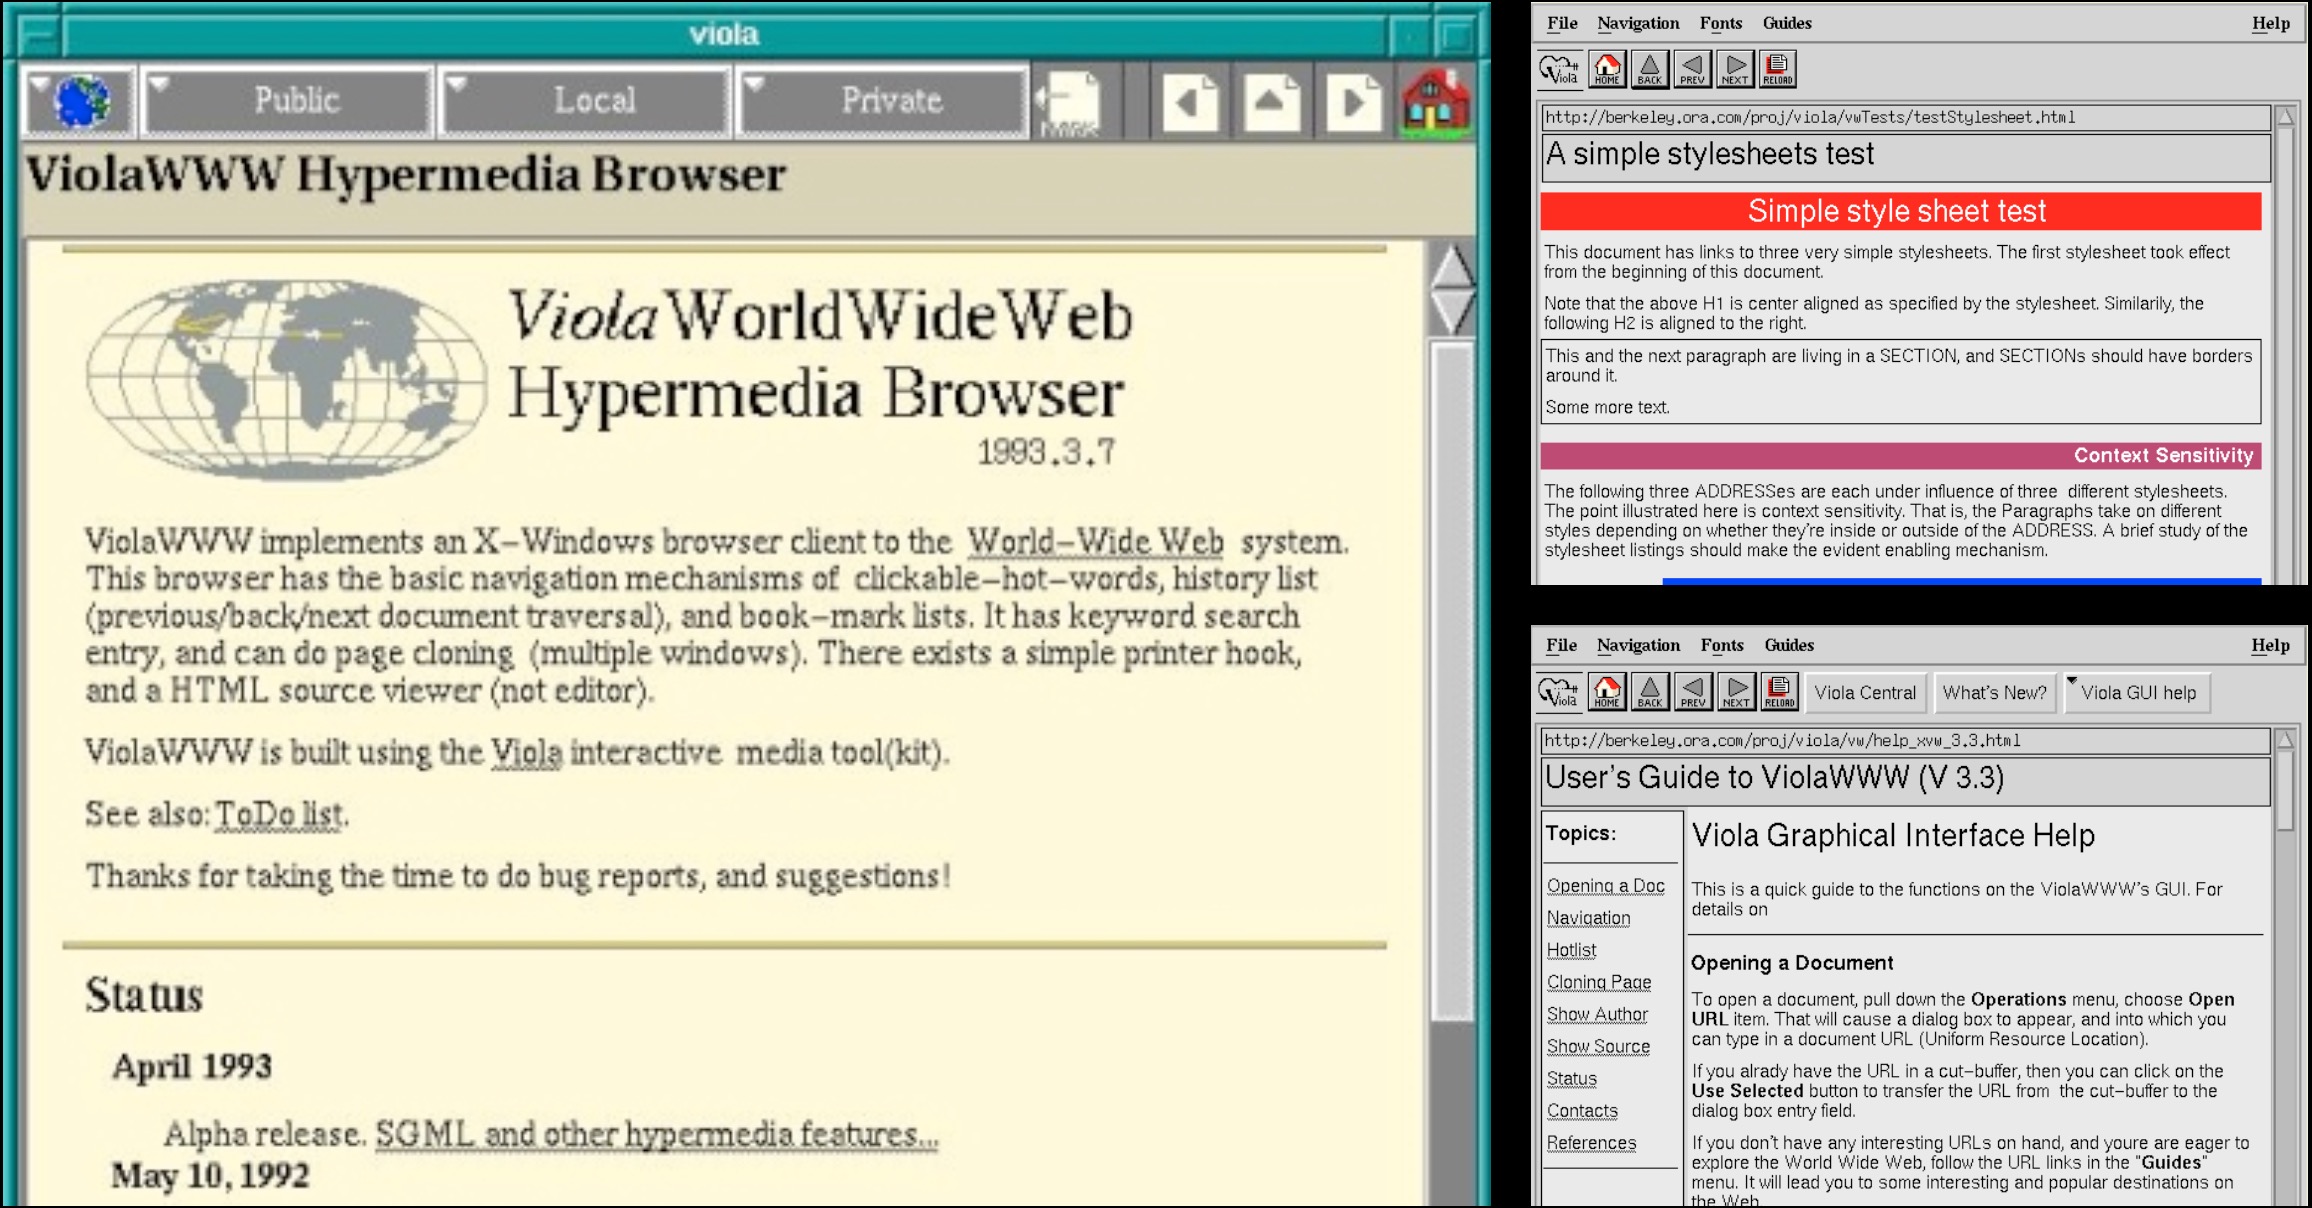 viola
Public
Local
Private
MARK
ViolaWWW Hypermedia Browser
Viola WorldWideWeb
Hypermedia Browser
1993.3.7
ViolaWWW implements an X-Windows browser client to the World-Wide Web system.
This browser has the basic navigation mechanisms of clickable-hot-words, history list
(previous/back/next document traversal), and book-mark lists. It has keyword search
entry, and can do page cloning (multiple windows). There exists a simple printer hook,
and a HTML source viewer (not editor).
ViolaWWW is built using the Viola interactive media tool(kit).
See also: ToDo list.
Thanks for taking the time to do bug reports, and suggestions!
Status
April 1993
Alpha release. SGML and other hypermedia features...
May 10, 1992
File Navigation Fonts Guides Help
Viola HOME BACK PREV NEXT RELOAD
http://berkeley.ora.com/proj/viola/vwTests/testStylesheet.html
A simple stylesheets test
Simple style sheet test
This document has links to three very simple stylesheets. The first stylesheet took effect
from the beginning of this document.
Note that the above H1 is center aligned as specified by the stylesheet. Similarily, the
following H2 is aligned to the right.
This and the next paragraph are living in a SECTION, and SECTIONs should have borders
around it.
Some more text.
Context Sensitivity
The following three ADDRESSes are each under influence of three different stylesheets.
The point illustrated here is context sensitivity. That is, the Paragraphs take on different
styles depending on whether they're inside or outside of the ADDRESS. A brief study of the
stylesheet listings should make the evident enabling mechanism.
File Navigation Fonts Guides Help
Viola HOME BACK PREV NEXT RELOAD Viola Central What's New? Viola GUI help
http://berkeley.ora.com/proj/viola/vw/help_xvw_3.3.html
User's Guide to ViolaWWW (V 3.3)
Topics:
Opening a Doc
Navigation
Hotlist
Cloning Page
Show Author
Show Source
Status
Contacts
References
Viola Graphical Interface Help
This is a quick guide to the functions on the ViolaWWW's GUI. For
details on
Opening a Document
To open a document, pull down the Operations menu, choose Open
URL item. That will cause a dialog box to appear, and into which you
can type in a document URL (Uniform Resource Location).
If you alrady have the URL in a cut-buffer, then you can click on the
Use Selected button to transfer the URL from the cut-buffer to the
dialog box entry field.
If you don't have any interesting URLs on hand, and youre are eager to
explore the World Wide Web, follow the URL links in the "Guides"
menu. It will lead you to some interesting and popular destinations on
the Web